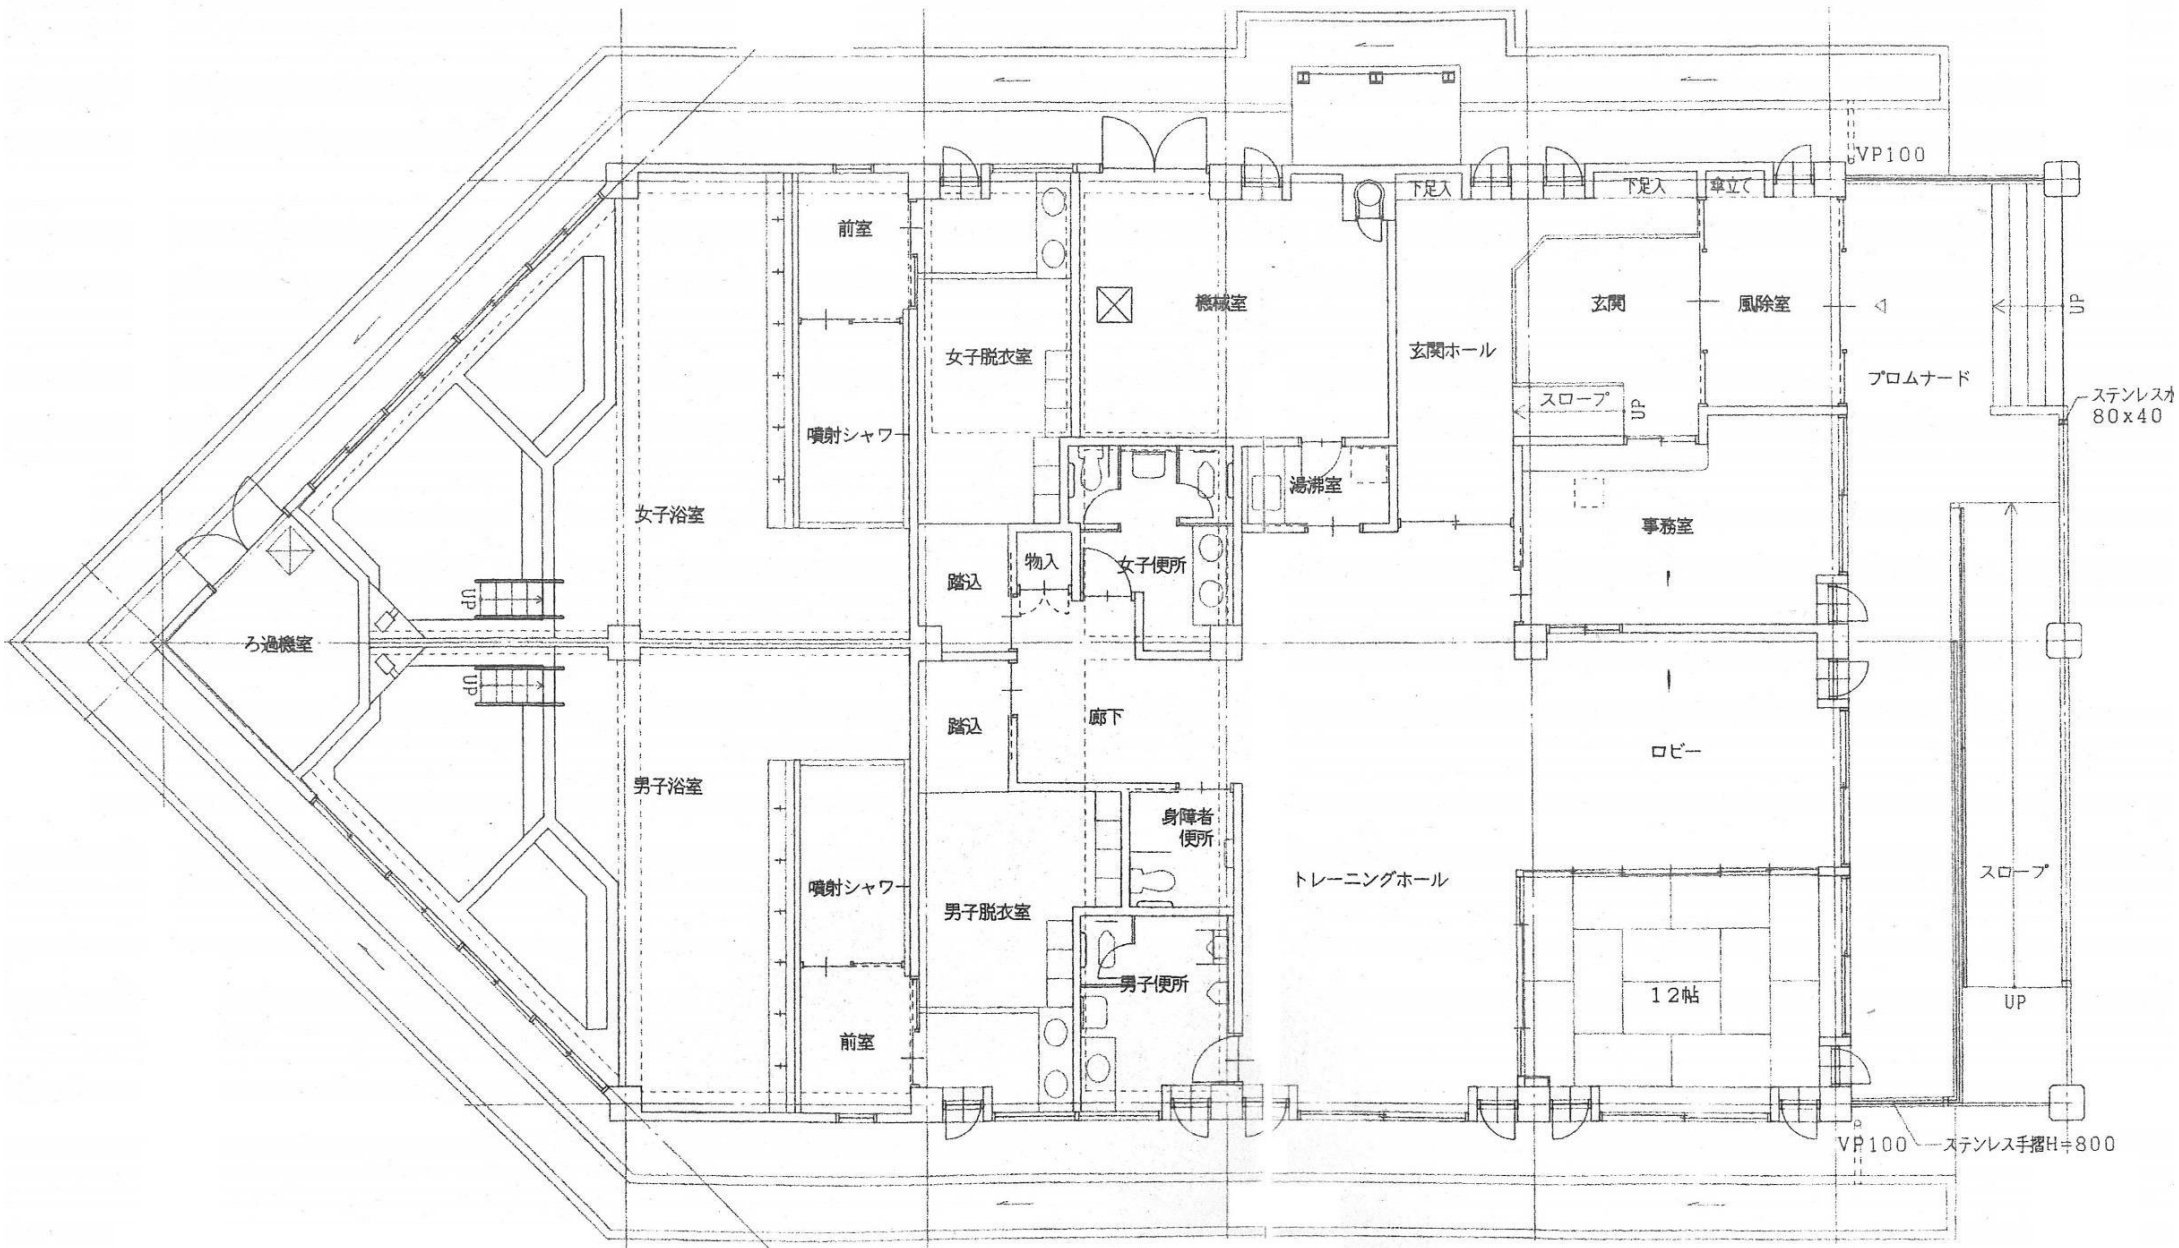 VP100
下足入
下足入
傘立て
前室
機械室
玄関
風除室
UP
女子脱衣室
玄関ホール
プロムナード
スロープ
UP
ステンレス水
80x40
噴射シャワー
女子浴室
湯沸室
事務室
物入
女子便所
踏込
UP
ろ過機室
UP
踏込
廊下
ロビー
男子浴室
身障者
便所
噴射シャワー
トレーニングホール
スロープ
男子脱衣室
男子便所
12帖
UP
前室
VP100
ステンレス手摺H=800